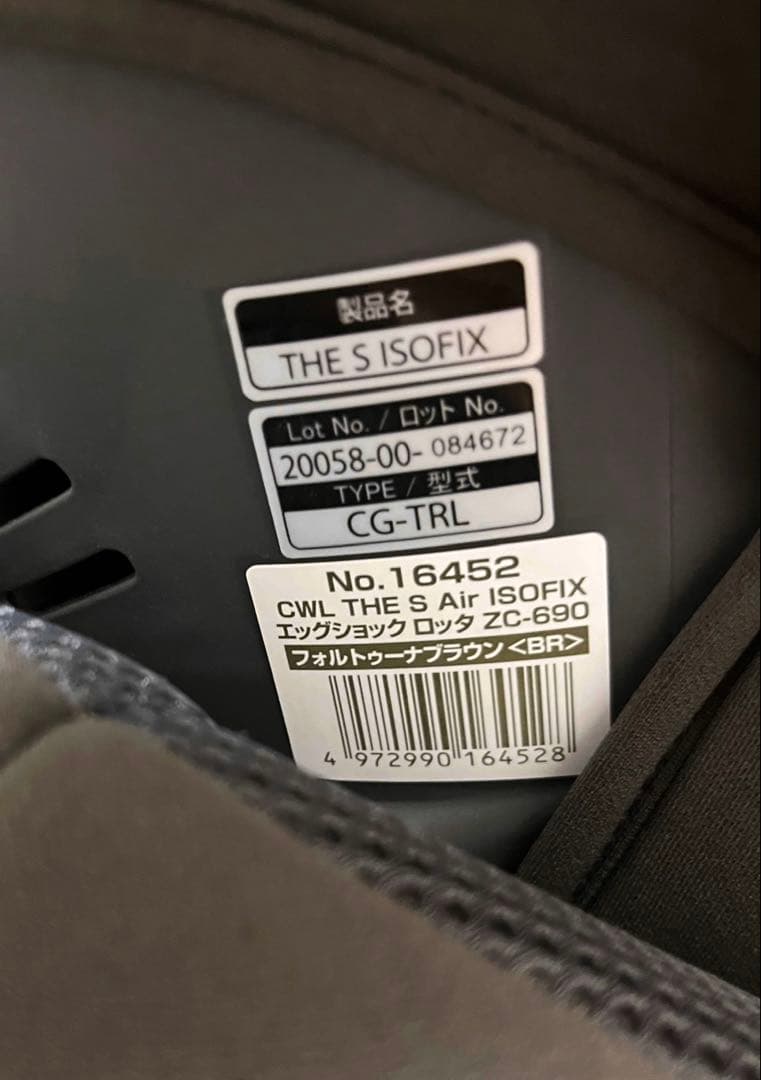 製品名
THE S ISOFIX
Lot No. / ロット No.
20058-00- 084672
TYPE / 型式
CG-TRL
No.16452
CWL THE S Air ISOFIX
エッグショック ロッタ ZC-690
フォルトゥーナブラウン<BR>
4 972990 164528